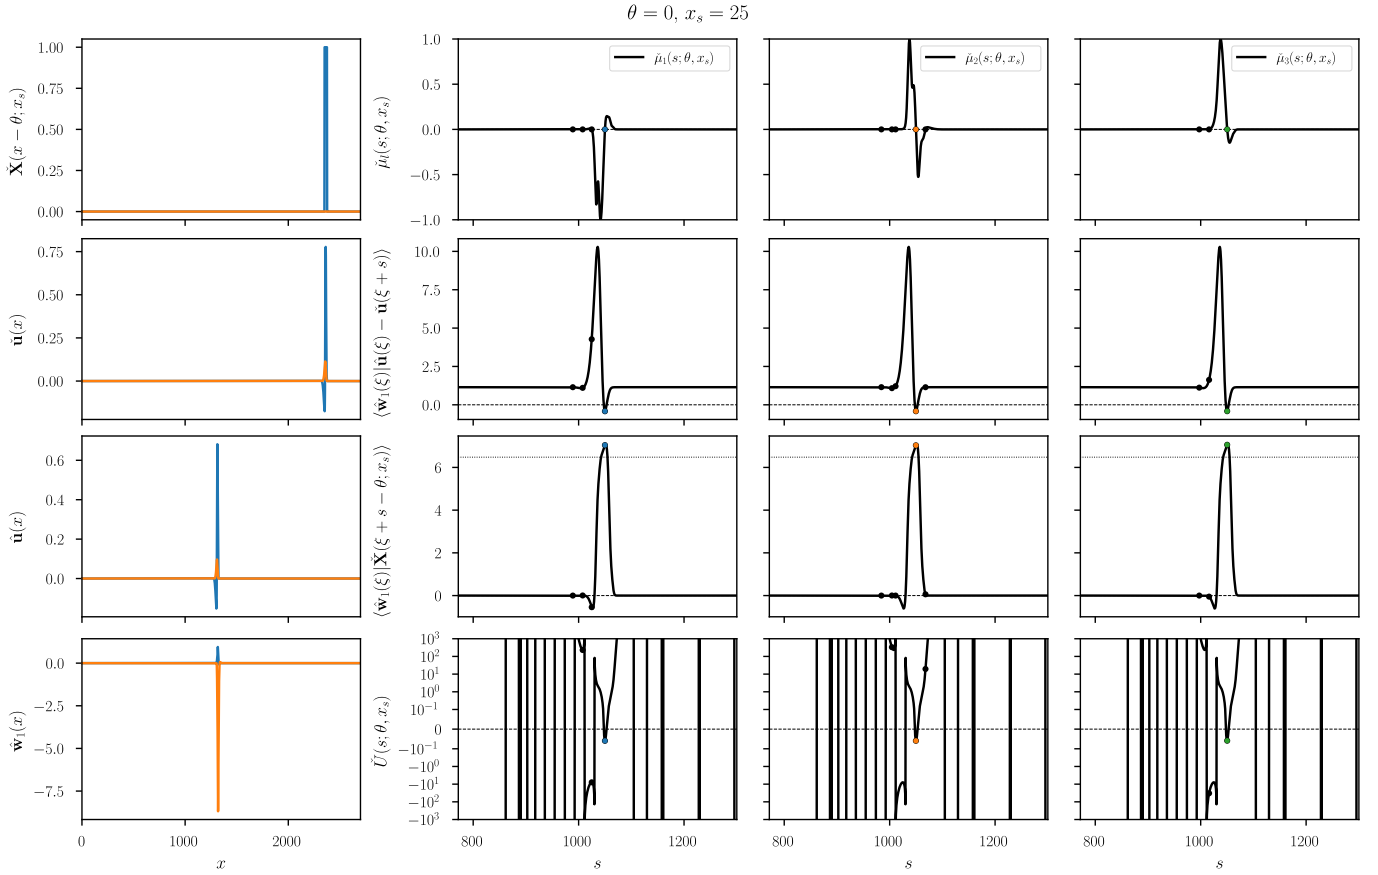 θ = 0, x_s = 25
X̌(x − θ; x_s)
1.00
0.75
0.50
0.25
0.00
0 1000 2000
μ̌_l(s; θ, x_s)
1.0
0.5
0.0
−0.5
−1.0
μ̌_1(s; θ, x_s)
μ̌_2(s; θ, x_s)
μ̌_3(s; θ, x_s)
ǔ(x)
0.75
0.50
0.25
0.00
⟨ŵ_1(ξ)|û(ξ) − ǔ(ξ + s)⟩
10.0
7.5
5.0
2.5
0.0
û(x)
0.6
0.4
0.2
0.0
⟨ŵ_1(ξ)|X̌(ξ + s − θ; x_s)⟩
6
4
2
0
ŵ_1(x)
0.0
−2.5
−5.0
−7.5
0 1000 2000
x
Ǔ(s; θ, x_s)
10^3
10^2
10^1
10^0
10^−1
0
−10^−1
−10^0
−10^1
−10^2
−10^3
800 1000 1200
s
800 1000 1200
s
800 1000 1200
s